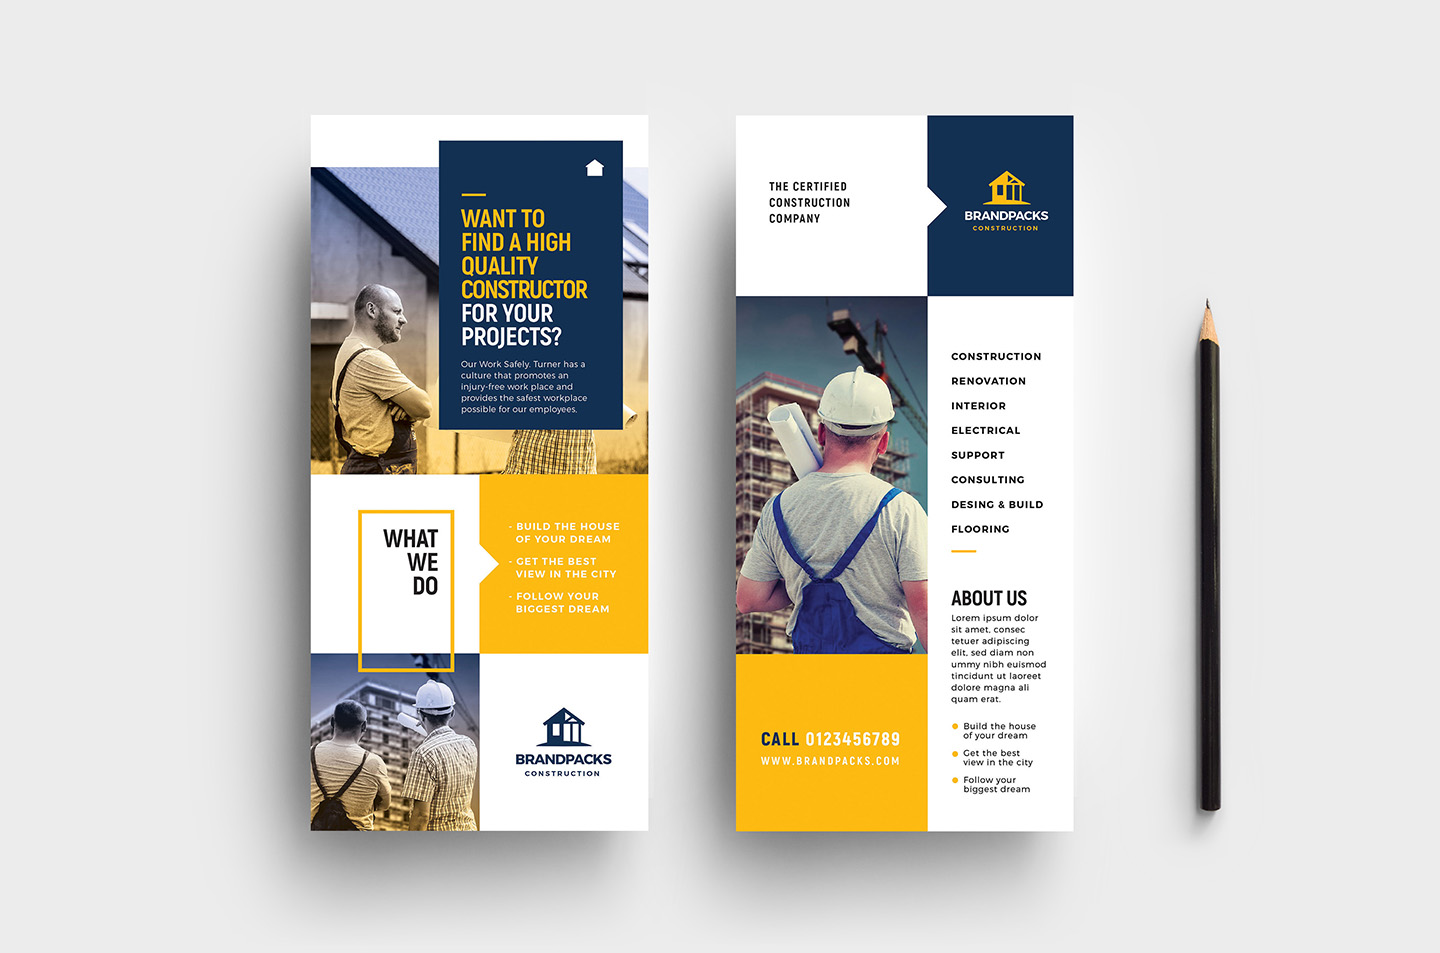 WANT TO
FIND A HIGH
QUALITY
CONSTRUCTOR
FOR YOUR
PROJECTS?
Our Work Safely. Turner has a
culture that promotes an
injury-free work place and
provides the safest workplace
possible for our employees.
WHAT
WE
DO
- BUILD THE HOUSE
OF YOUR DREAM
- GET THE BEST
VIEW IN THE CITY
- FOLLOW YOUR
BIGGEST DREAM
BRANDPACKS
CONSTRUCTION
THE CERTIFIED
CONSTRUCTION
COMPANY
BRANDPACKS
CONSTRUCTION
CONSTRUCTION
RENOVATION
INTERIOR
ELECTRICAL
SUPPORT
CONSULTING
DESING & BUILD
FLOORING
ABOUT US
Lorem ipsum dolor
sit amet, consec
tetuer adipiscing
elit, sed diam non
ummy nibh euismod
tincidunt ut laoreet
dolore magna ali
quam erat.
Build the house
of your dream
Get the best
view in the city
Follow your
biggest dream
CALL 0123456789
WWW.BRANDPACKS.COM